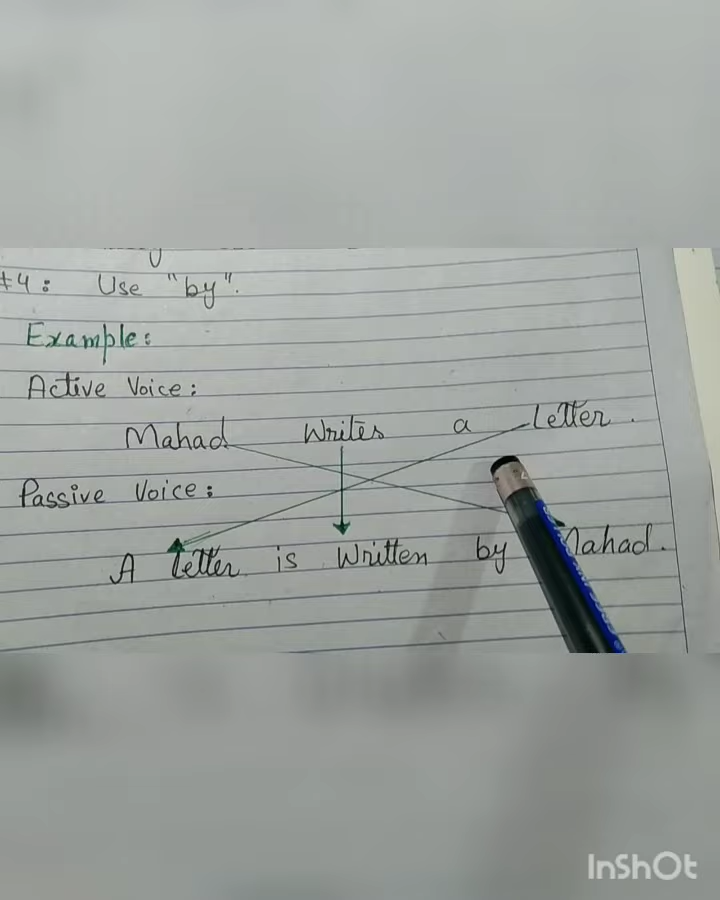 #4: Use "by".
Example:
Active Voice:
Mahad Writes a Letter.
Passive Voice:
A Letter is Written by Mahad.
InShOt